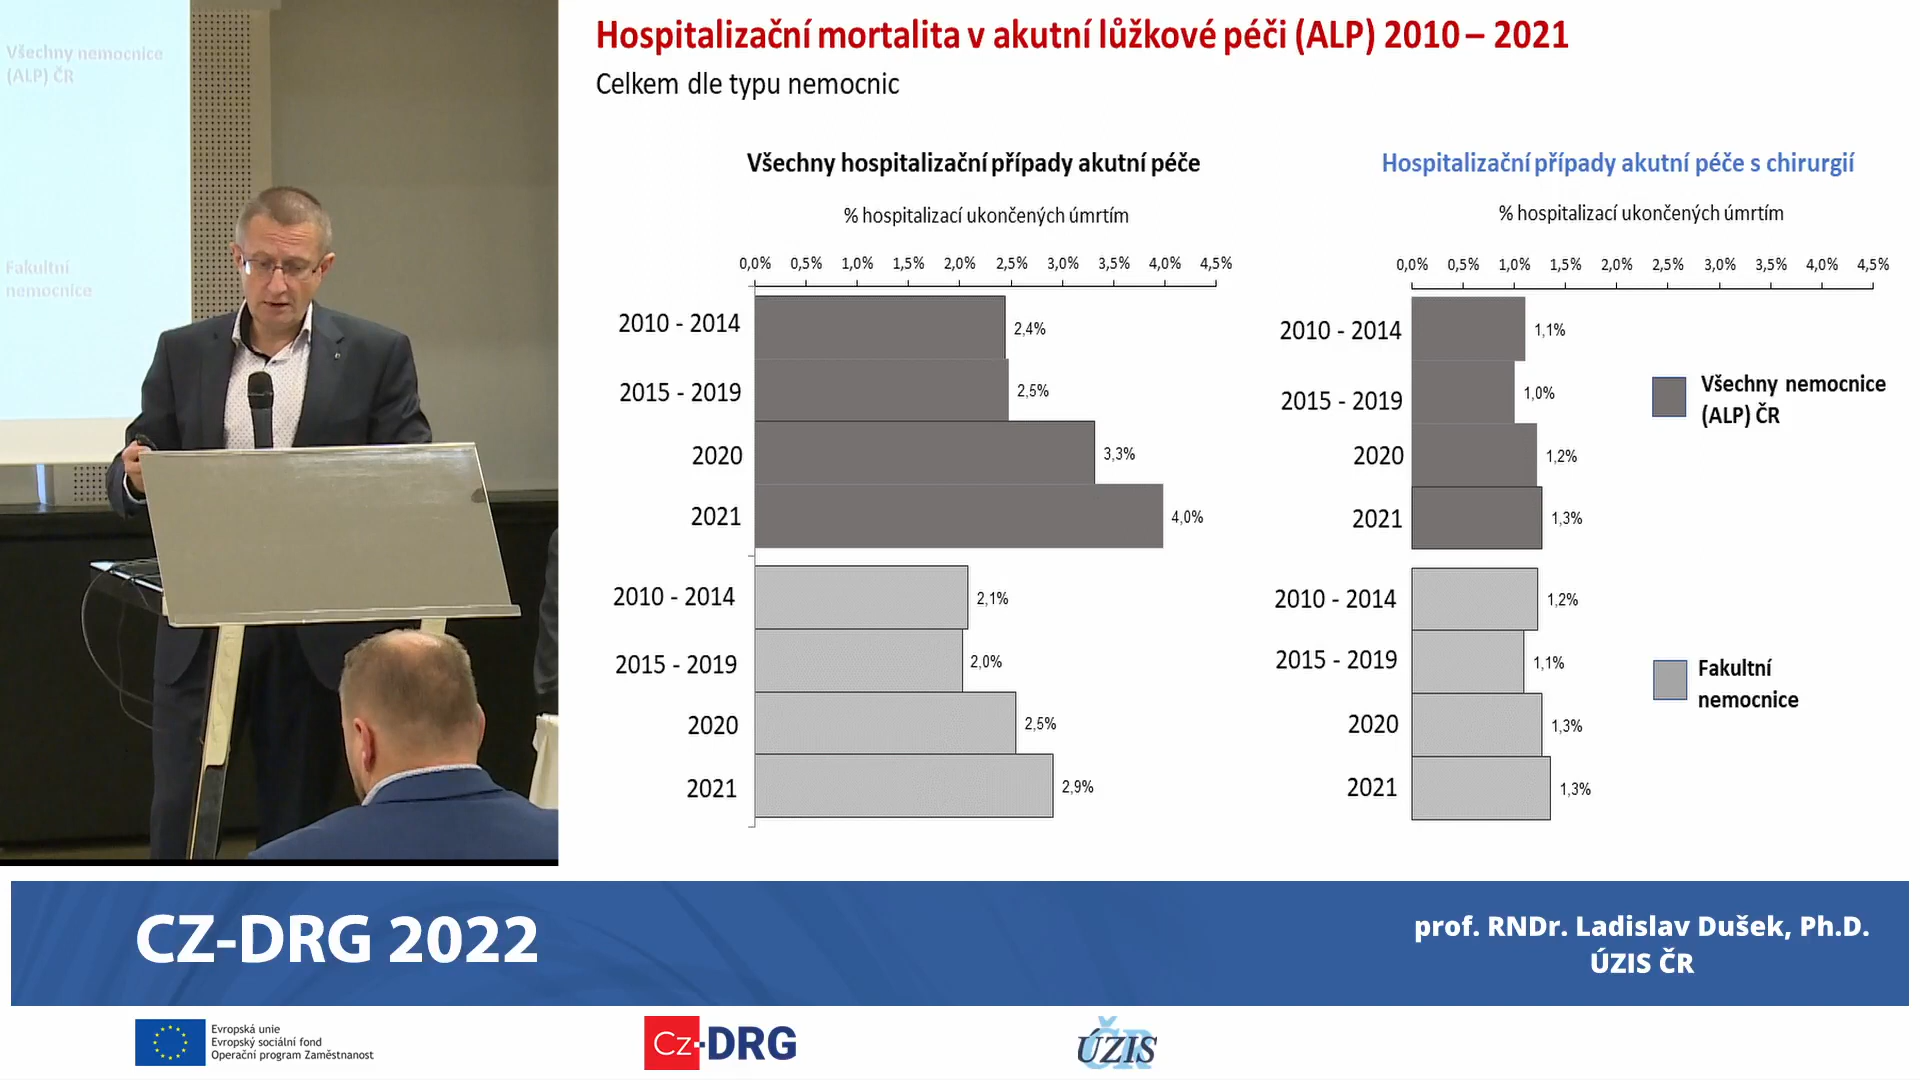 Všechny nemocnice
(ALP) ČR
Fakultní
nemocnice
Hospitalizační mortalita v akutní lůžkové péči (ALP) 2010 – 2021
Celkem dle typu nemocnic
Všechny hospitalizační případy akutní péče
% hospitalizací ukončených úmrtím
0,0% 0,5% 1,0% 1,5% 2,0% 2,5% 3,0% 3,5% 4,0% 4,5%
2010 - 2014 2,4%
2015 - 2019 2,5%
2020 3,3%
2021 4,0%
2010 - 2014 2,1%
2015 - 2019 2,0%
2020 2,5%
2021 2,9%
Hospitalizační případy akutní péče s chirurgií
% hospitalizací ukončených úmrtím
0,0% 0,5% 1,0% 1,5% 2,0% 2,5% 3,0% 3,5% 4,0% 4,5%
2010 - 2014 1,1%
2015 - 2019 1,0%
2020 1,2%
2021 1,3%
2010 - 2014 1,2%
2015 - 2019 1,1%
2020 1,3%
2021 1,3%
Všechny nemocnice
(ALP) ČR
Fakultní
nemocnice
CZ-DRG 2022
prof. RNDr. Ladislav Dušek, Ph.D.
ÚZIS ČR
Evropská unie
Evropský sociální fond
Operační program Zaměstnanost
CZ-DRG
ÚZIS ČR